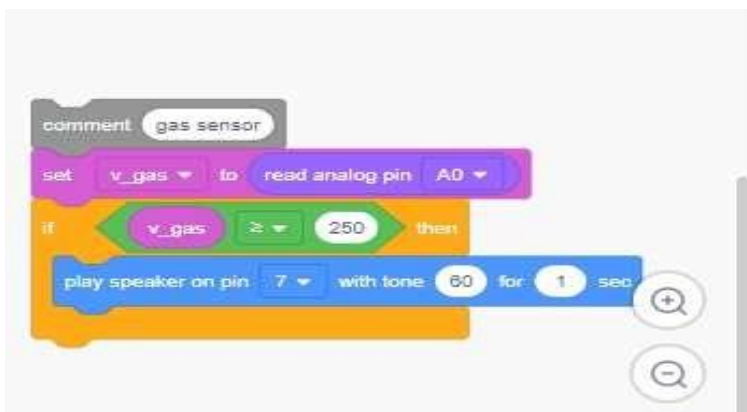 comment gas sensor
set v_gas to read analog pin A0
if v_gas ≥ 250 then
play speaker on pin 7 with tone 60 for 1 sec